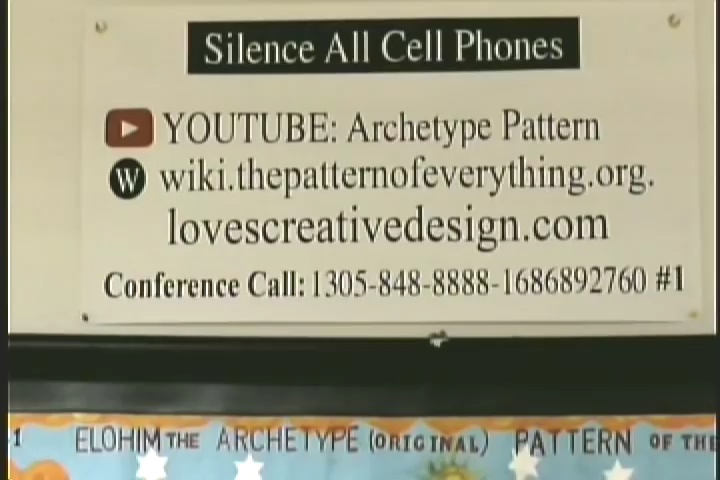 Silence All Cell Phones
YOUTUBE: Archetype Pattern
W wiki.thepatternofeverything.org.
lovescreativedesign.com
Conference Call: 1305-848-8888-1686892760 #1
1 ELOHIM THE ARCHETYPE (ORIGINAL) PATTERN OF THE